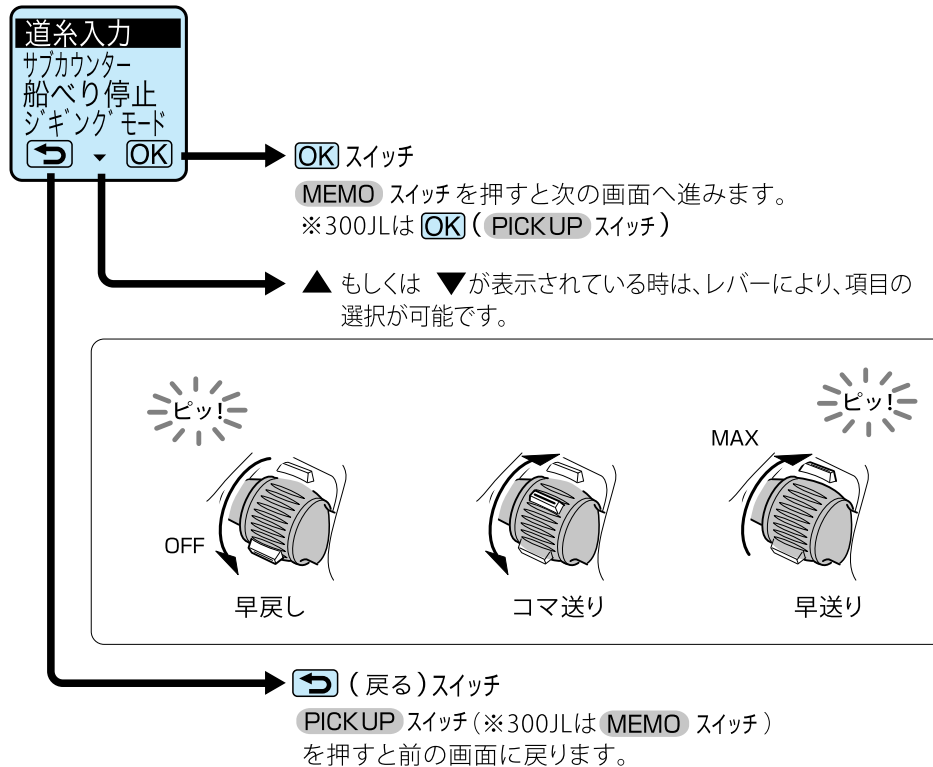 道糸入力
サブカウンター
船べり停止
ジギングモード
OK
OK スイッチ
MEMO スイッチを押すと次の画面へ進みます。
※300JLは OK ( PICKUP スイッチ)
▲ もしくは ▼が表示されている時は、レバーにより、項目の
選択が可能です。
ピッ!
OFF
早戻し
コマ送り
ピッ!
MAX
早送り
(戻る)スイッチ
PICKUP スイッチ(※300JLは MEMO スイッチ)
を押すと前の画面に戻ります。